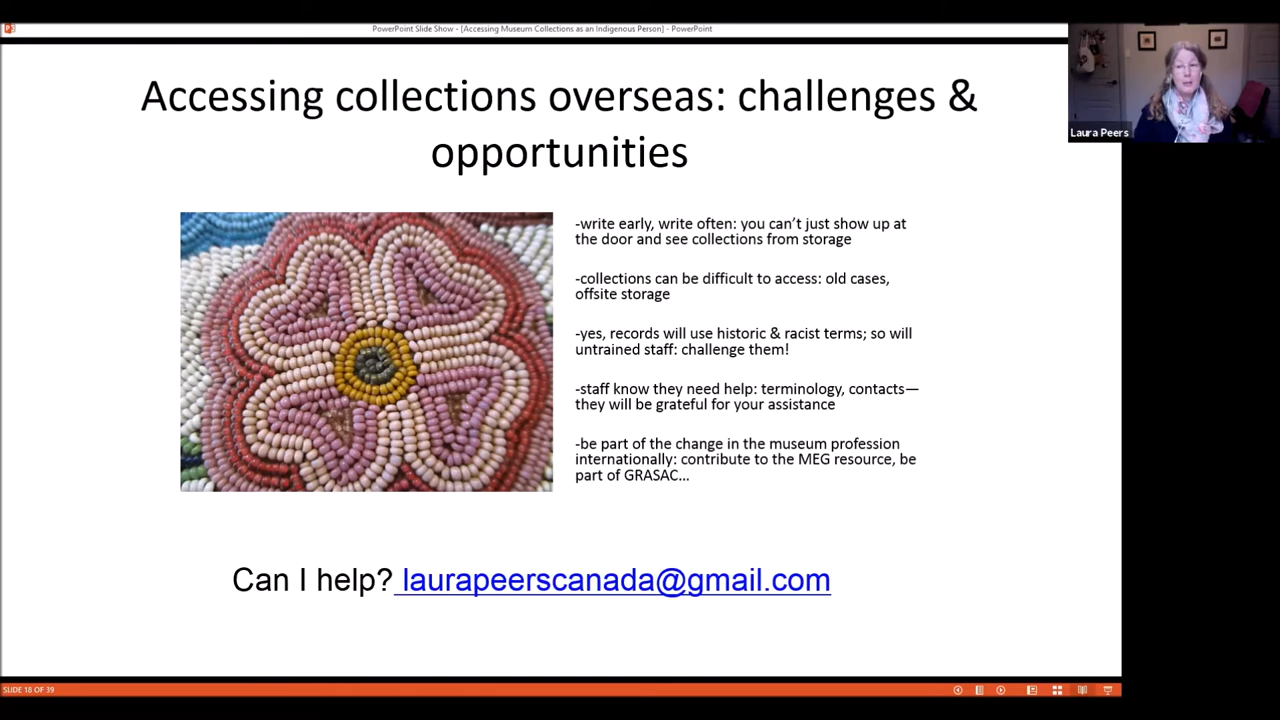 PowerPoint Slide Show - [Accessing Museum Collections as an Indigenous Person] - PowerPoint
Accessing collections overseas: challenges &
opportunities
Laura Peers
-write early, write often: you can’t just show up at
the door and see collections from storage
-collections can be difficult to access: old cases,
offsite storage
-yes, records will use historic & racist terms; so will
untrained staff: challenge them!
-staff know they need help: terminology, contacts—
they will be grateful for your assistance
-be part of the change in the museum profession
internationally: contribute to the MEG resource, be
part of GRASAC...
Can I help? laurapeerscanada@gmail.com
SLIDE 18 OF 39